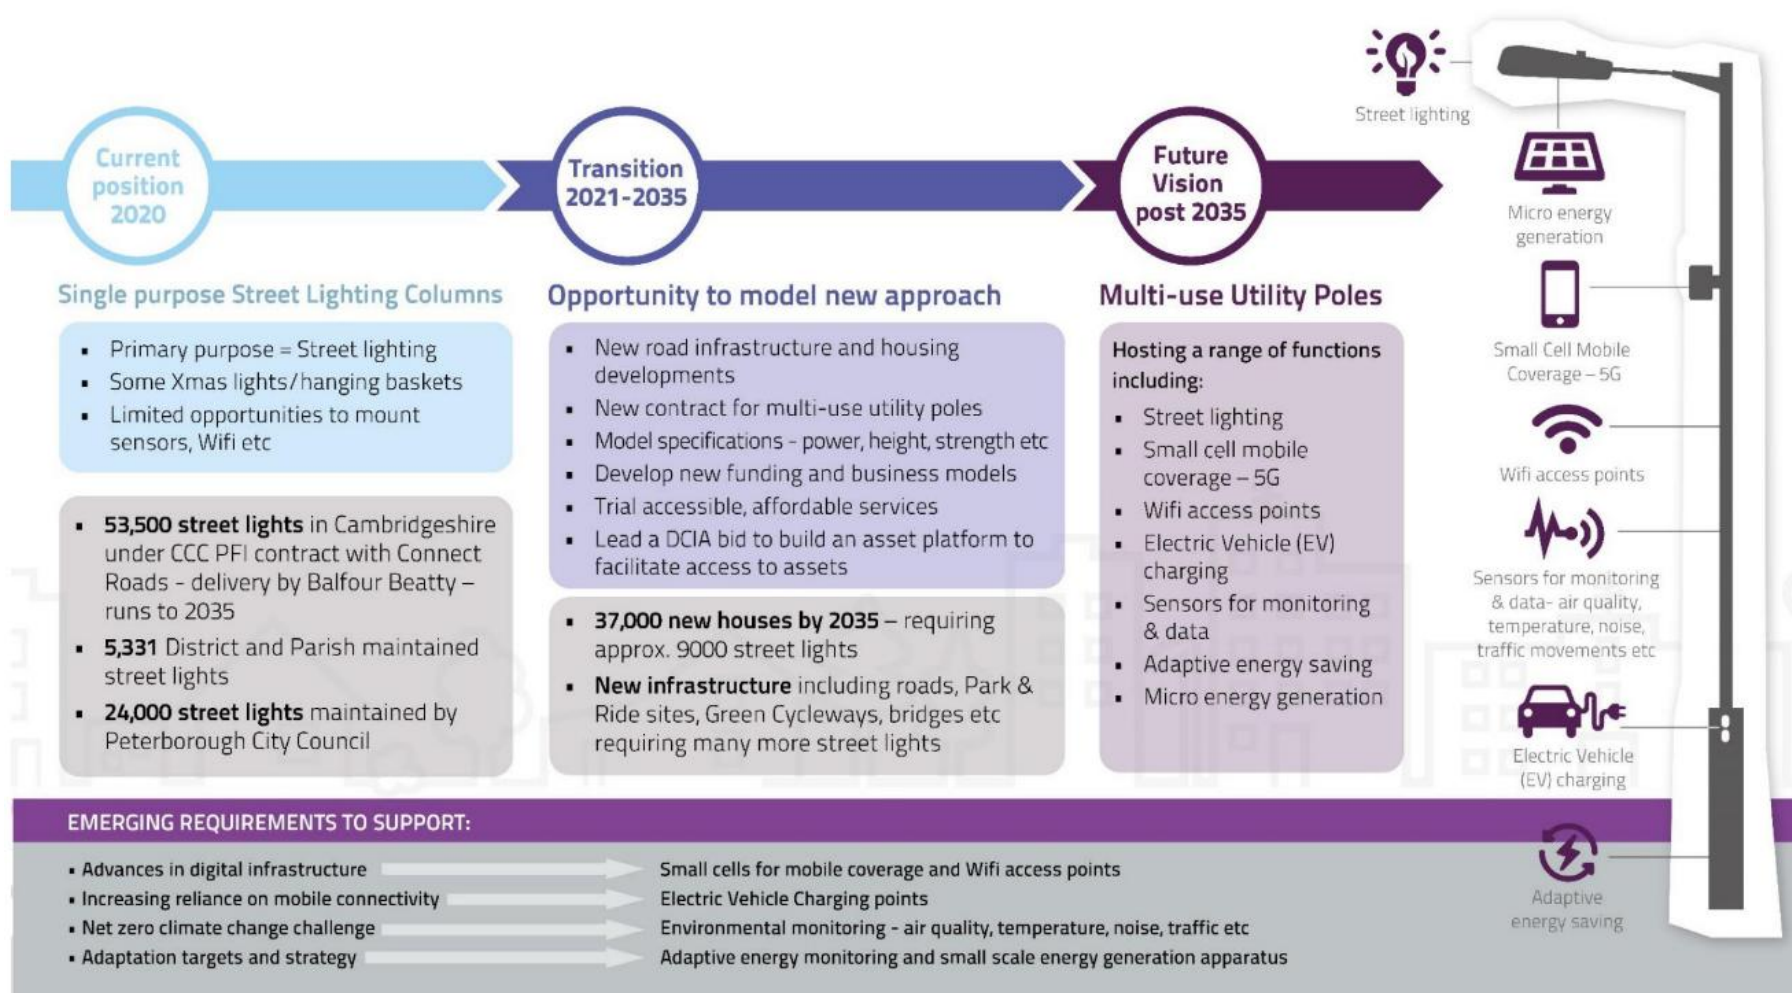 Current
position
2020
Transition
2021-2035
Future
Vision
post 2035
Single purpose Street Lighting Columns
▪ Primary purpose = Street lighting
▪ Some Xmas lights/hanging baskets
▪ Limited opportunities to mount
sensors, Wifi etc
▪ 53,500 street lights in Cambridgeshire
under CCC PFI contract with Connect
Roads - delivery by Balfour Beatty –
runs to 2035
▪ 5,331 District and Parish maintained
street lights
▪ 24,000 street lights maintained by
Peterborough City Council
Opportunity to model new approach
▪ New road infrastructure and housing
developments
▪ New contract for multi-use utility poles
▪ Model specifications - power, height, strength etc
▪ Develop new funding and business models
▪ Trial accessible, affordable services
▪ Lead a DCIA bid to build an asset platform to
facilitate access to assets
▪ 37,000 new houses by 2035 – requiring
approx. 9000 street lights
▪ New infrastructure including roads, Park &
Ride sites, Green Cycleways, bridges etc
requiring many more street lights
Multi-use Utility Poles
Hosting a range of functions
including:
▪ Street lighting
▪ Small cell mobile
coverage – 5G
▪ Wifi access points
▪ Electric Vehicle (EV)
charging
▪ Sensors for monitoring
& data
▪ Adaptive energy saving
▪ Micro energy generation
Street lighting
Micro energy
generation
Small Cell Mobile
Coverage – 5G
Wifi access points
Sensors for monitoring
& data- air quality,
temperature, noise,
traffic movements etc
Electric Vehicle
(EV) charging
Adaptive
energy saving
EMERGING REQUIREMENTS TO SUPPORT:
▪ Advances in digital infrastructure
Small cells for mobile coverage and Wifi access points
▪ Increasing reliance on mobile connectivity
Electric Vehicle Charging points
▪ Net zero climate change challenge
Environmental monitoring - air quality, temperature, noise, traffic etc
▪ Adaptation targets and strategy
Adaptive energy monitoring and small scale energy generation apparatus